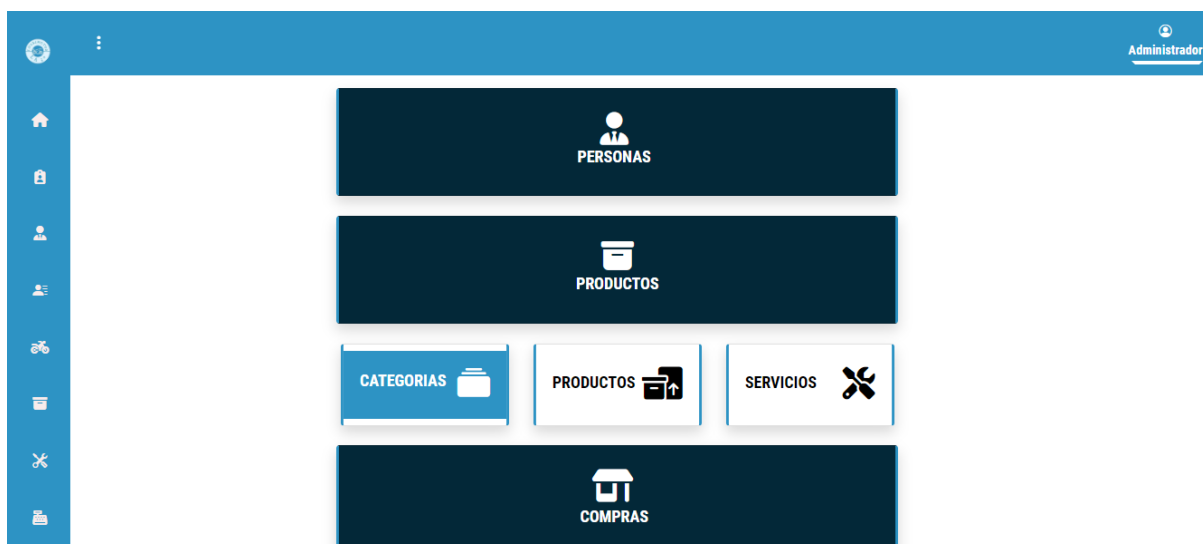 Administrador
PERSONAS
PRODUCTOS
CATEGORIAS
PRODUCTOS
SERVICIOS
COMPRAS